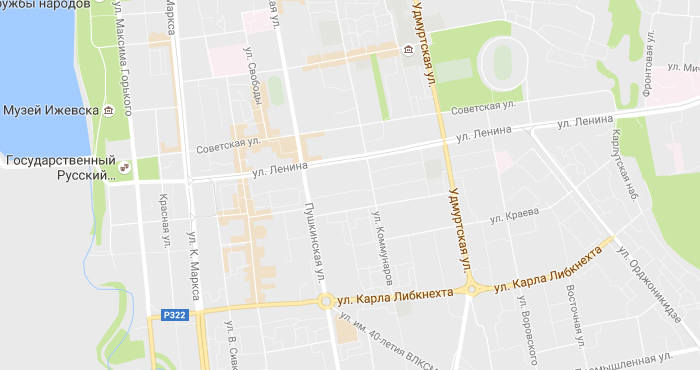 ружбы народов
ул. Максима Горького
Маркса
ул. Свободы
ул.
Удмуртская ул.
Фронтовая ул.
ул. Ми
Музей Ижевска
Советская ул.
Советская ул.
ул. Ленина
ул. Ленина
ул. Ленина
Государственный
Русский...
Карлутская наб.
Красная ул.
ул. К. Маркса
Пушкинская ул.
ул. Коммунаров
Удмуртская ул.
ул. Краева
ул. Орджоникидзе
ул. Карла Либкнехта
ул. Карла Либкнехта
P322
ул. В. Сивк
ул. им. 40-летия ВЛКСМ
ул. Воровского
Восточная ул.
омышленная ул.